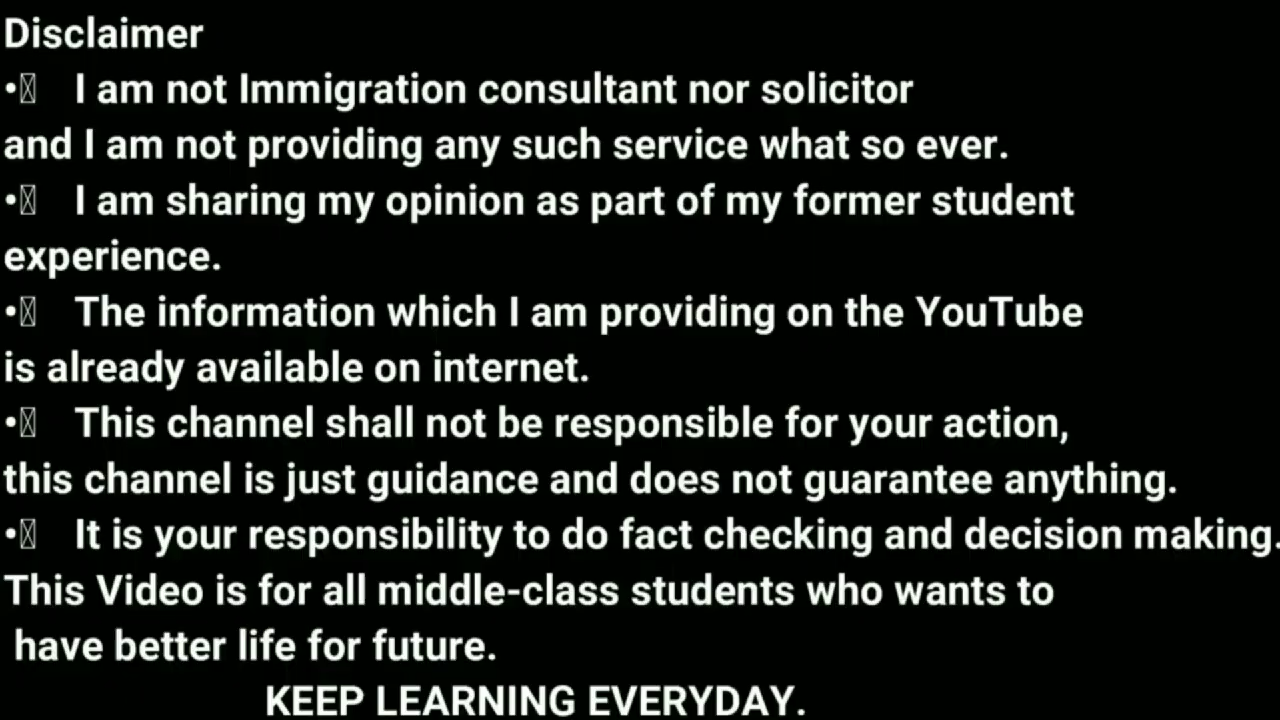 Disclaimer
• I am not Immigration consultant nor solicitor
and I am not providing any such service what so ever.
• I am sharing my opinion as part of my former student
experience.
• The information which I am providing on the YouTube
is already available on internet.
• This channel shall not be responsible for your action,
this channel is just guidance and does not guarantee anything.
• It is your responsibility to do fact checking and decision making.
This Video is for all middle-class students who wants to
have better life for future.
KEEP LEARNING EVERYDAY.